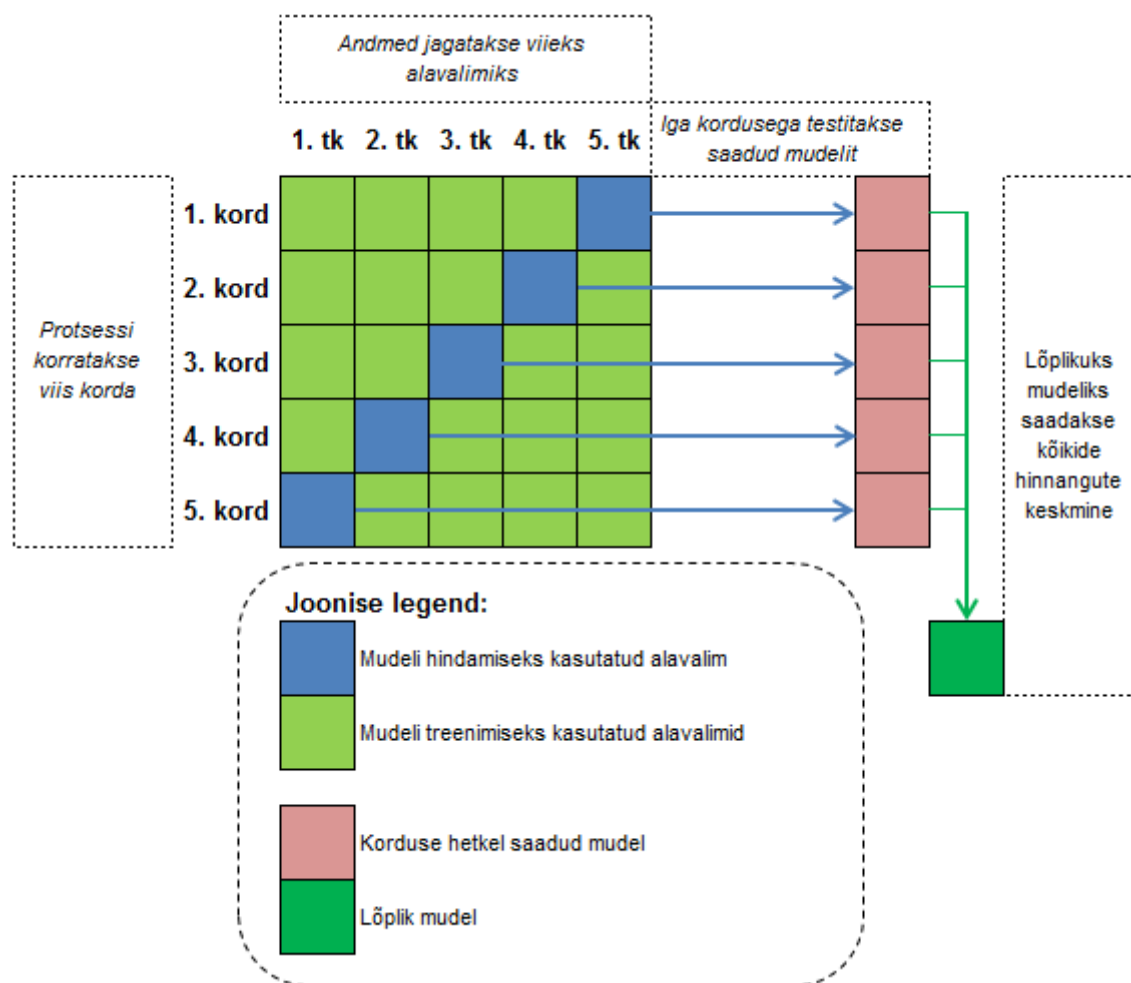 Andmed jagatakse viieks
alavalimiks
Iga kordusega testitakse
saadud mudelit
1. tk 2. tk 3. tk 4. tk 5. tk
1. kord
2. kord
3. kord
4. kord
5. kord
Protsessi
korratakse
viis korda
Lõplikuks
mudeliks
saadakse
kõikide
hinnangute
keskmine
Joonise legend:
Mudeli hindamiseks kasutatud alavalim
Mudeli treenimiseks kasutatud alavalimid
Korduse hetkel saadud mudel
Lõplik mudel